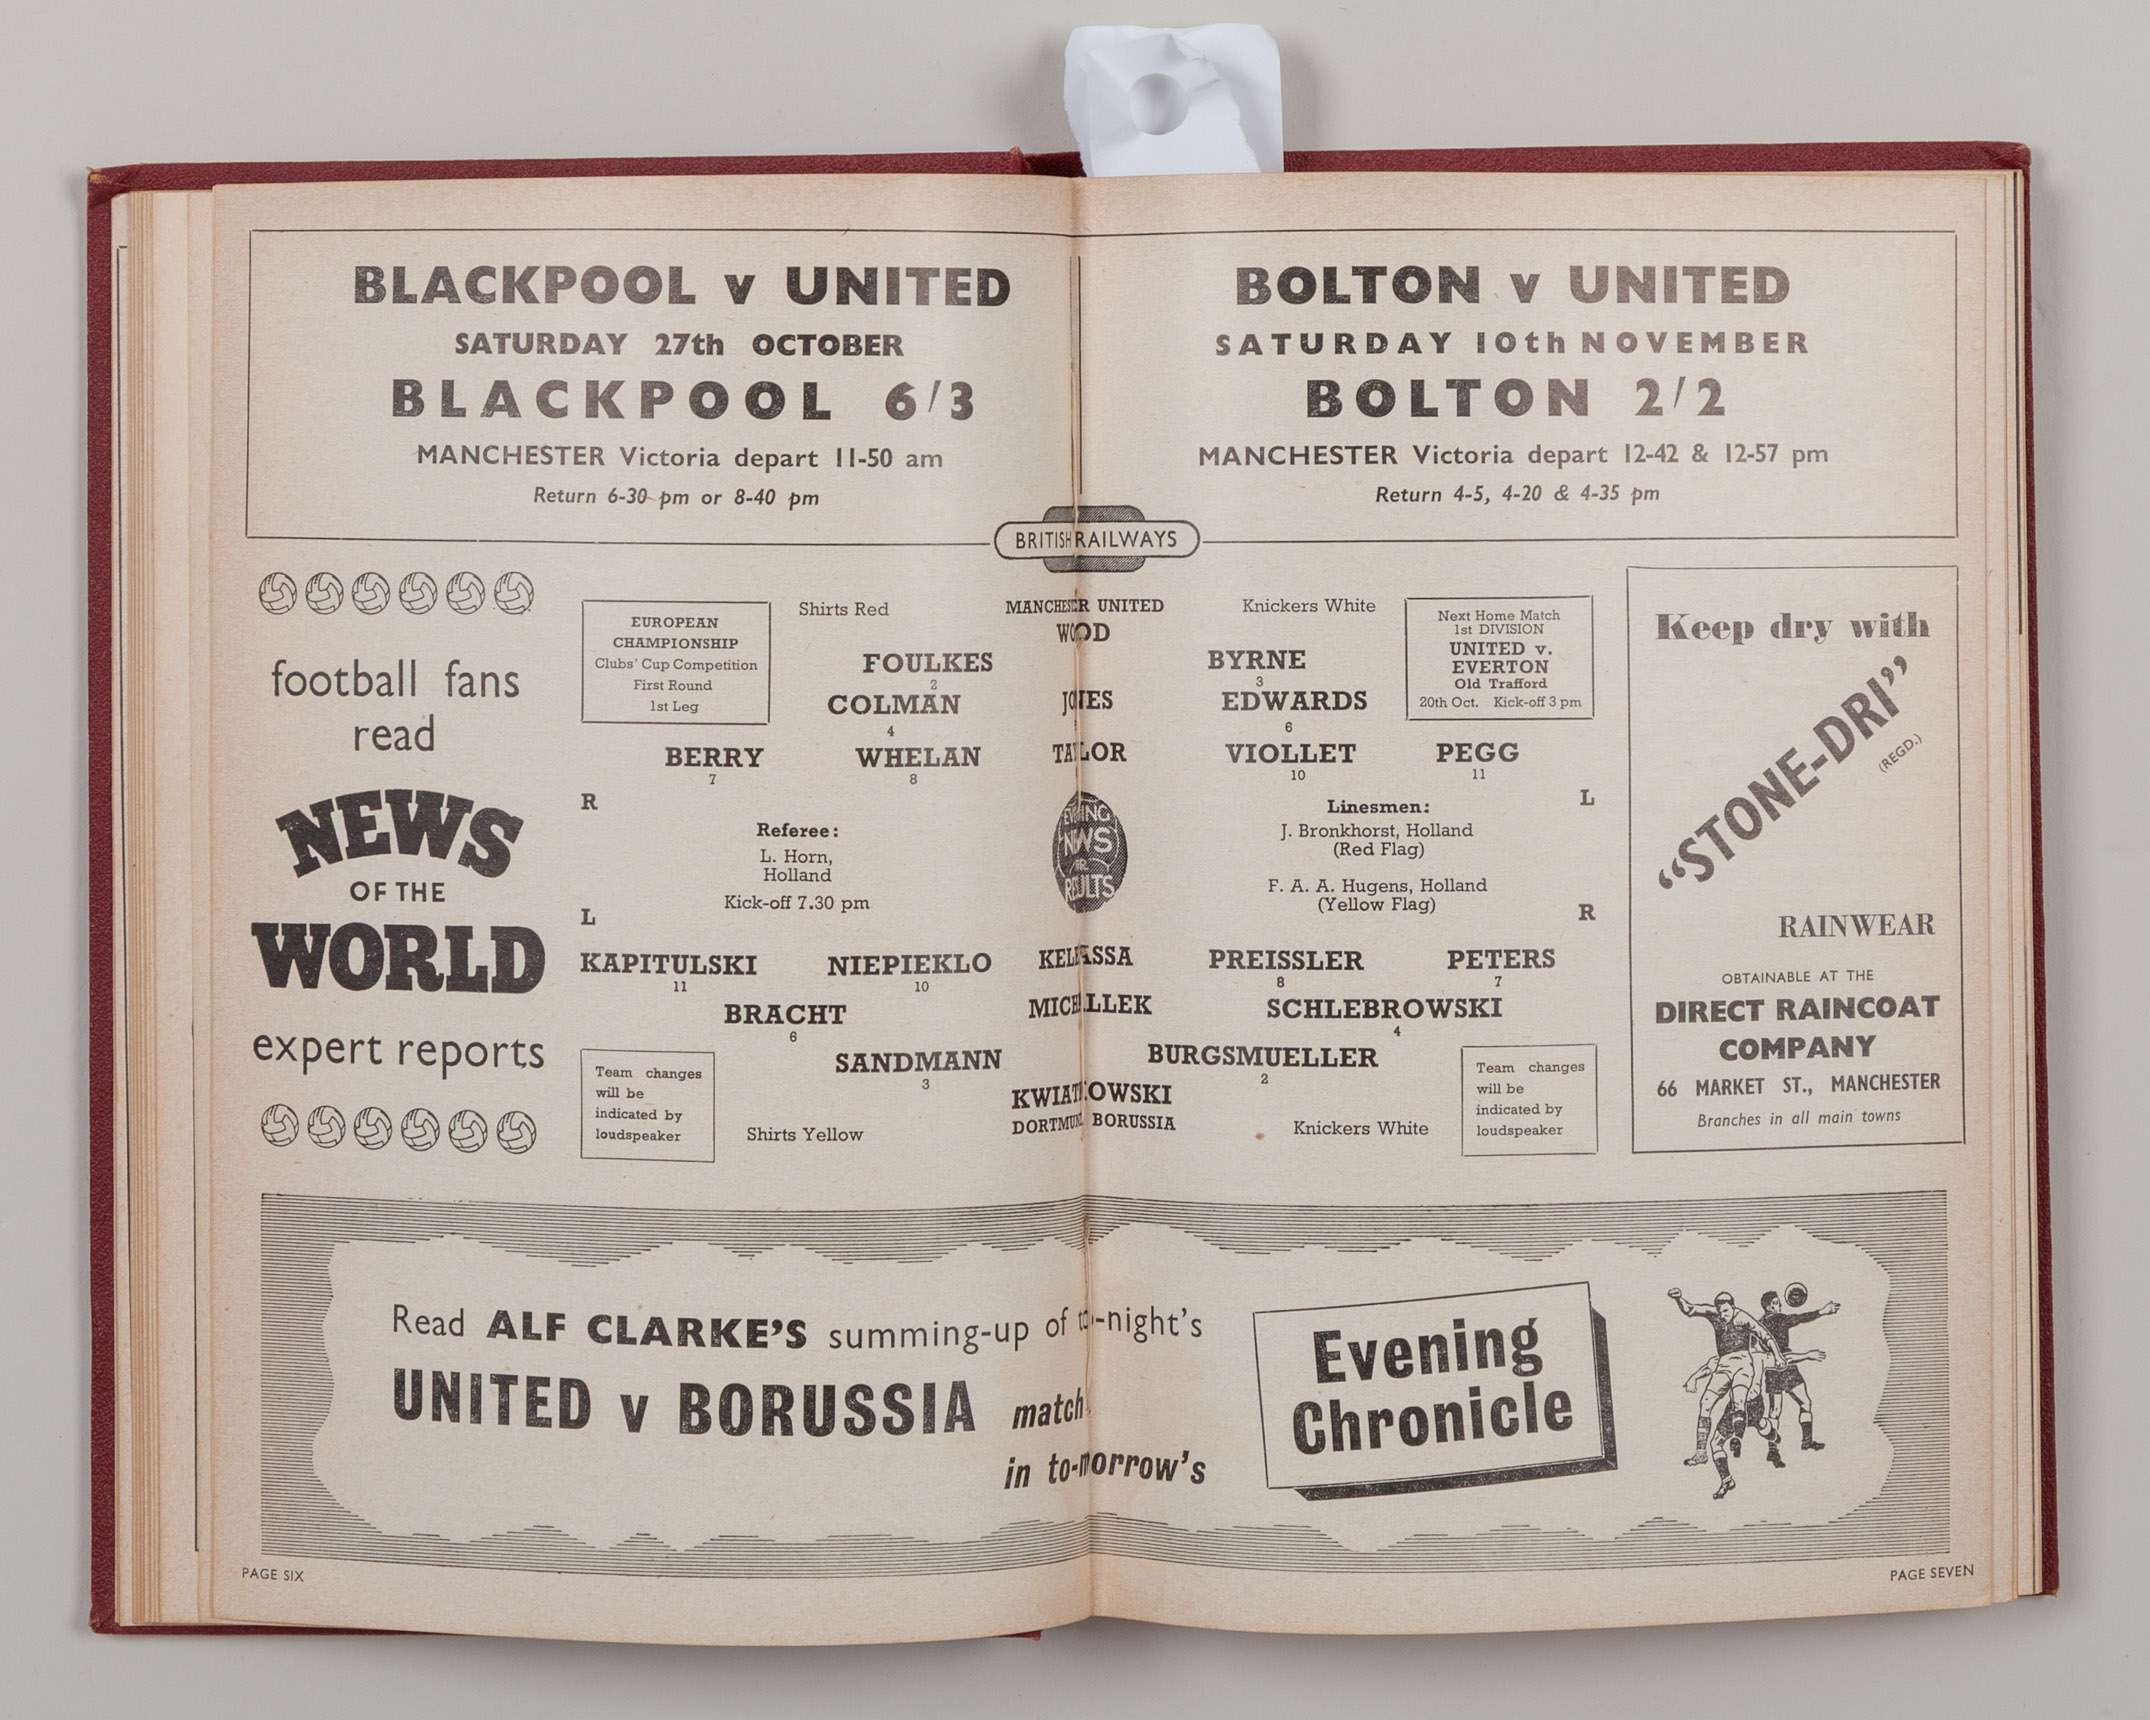 BLACKPOOL v UNITED
SATURDAY 27th OCTOBER
BLACKPOOL 6/3
MANCHESTER Victoria depart 11-50 am
Return 6-30 pm or 8-40 pm
BOLTON v UNITED
SATURDAY 10th NOVEMBER
BOLTON 2/2
MANCHESTER Victoria depart 12-42 & 12-57 pm
Return 4-5, 4-20 & 4-35 pm
BRITISH RAILWAYS
football fans
read
NEWS
OF THE
WORLD
expert reports
EUROPEAN
CHAMPIONSHIP
Clubs' Cup Competition
First Round
1st Leg
Shirts Red
MANCHESTER UNITED
Knickers White
Next Home Match
1st DIVISION
UNITED v.
EVERTON
Old Trafford
20th Oct. Kick-off 3 pm
WOOD
FOULKES
2
BYRNE
3
COLMAN
4
JONES
EDWARDS
6
BERRY
7
WHELAN
8
TAYLOR
VIOLLET
10
PEGG
11
R
L
Referee:
L. Horn,
Holland
Kick-off 7.30 pm
EVENING
NEWS
FOR
RESULTS
Linesmen:
J. Bronkhorst, Holland
(Red Flag)
F. A. A. Hugens, Holland
(Yellow Flag)
L
R
KAPITULSKI
11
NIEPIEKLO
10
KELBASSA
PREISSLER
8
PETERS
7
BRACHT
6
MICHALLEK
SCHLEBROWSKI
4
SANDMANN
3
BURGSMUELLER
2
KWIATKOWSKI
DORTMUND BORUSSIA
Team changes
will be
indicated by
loudspeaker
Shirts Yellow
Knickers White
Team changes
will be
indicated by
loudspeaker
Keep dry with
"STONE-DRI"
(REGD.)
RAINWEAR
OBTAINABLE AT THE
DIRECT RAINCOAT
COMPANY
66 MARKET ST., MANCHESTER
Branches in all main towns
Read ALF CLARKE'S summing-up of to-night's
UNITED v BORUSSIA match
in to-morrow's
Evening
Chronicle
PAGE SIX
PAGE SEVEN